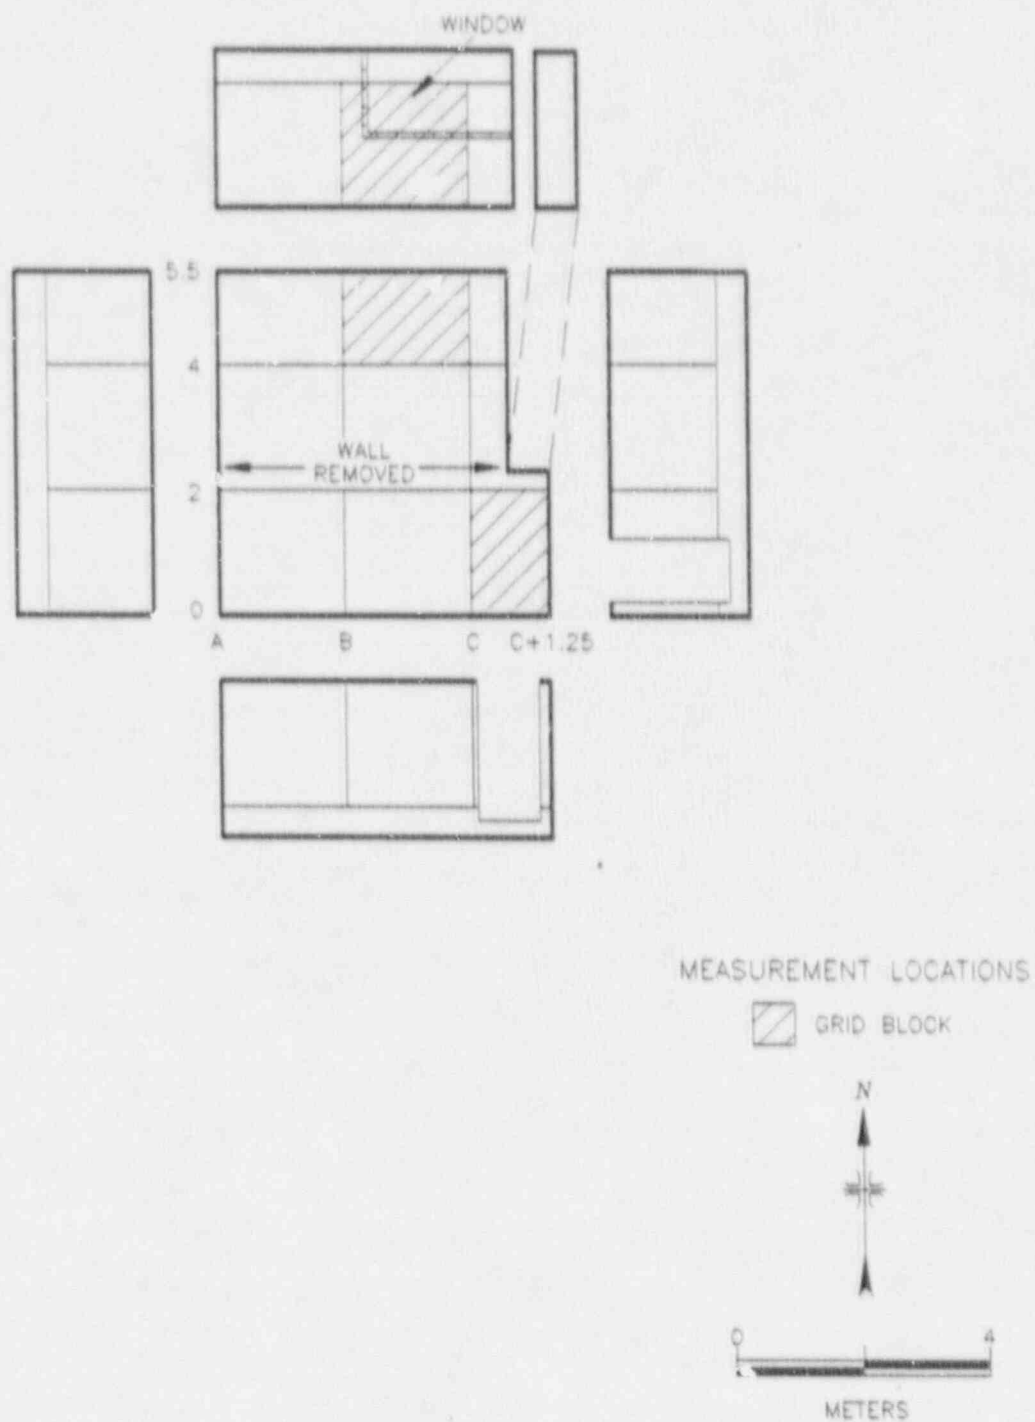 WINDOW
5.5
4
WALL
REMOVED
2
0
A B C C+1.25
MEASUREMENT LOCATIONS
GRID BLOCK
N
0 4
METERS